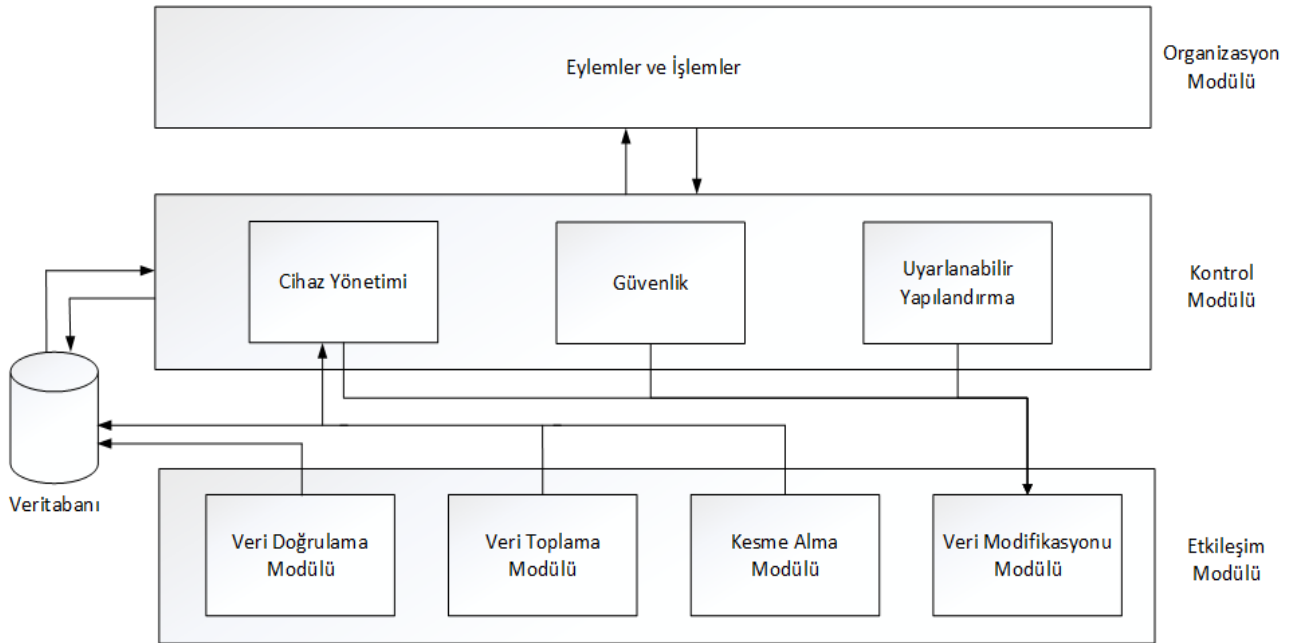 Eylemler ve İşlemler
Organizasyon
Modülü
Cihaz Yönetimi
Güvenlik
Uyarlanabilir
Yapılandırma
Kontrol
Modülü
Veritabanı
Veri Doğrulama
Modülü
Veri Toplama
Modülü
Kesme Alma
Modülü
Veri Modifikasyonu
Modülü
Etkileşim
Modülü